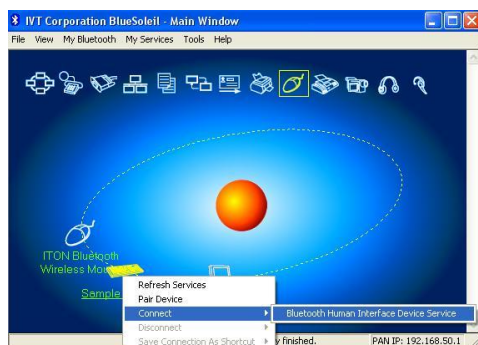 IVT Corporation BlueSoleil - Main Window
File View My Bluetooth My Services Tools Help
ITON Bluetooth
Wireless Mou
Sample
Refresh Services
Pair Device
Connect
Bluetooth Human Interface Device Service
Disconnect
Save Connection As Shortcut
y finished.
PAN IP: 192.168.50.1